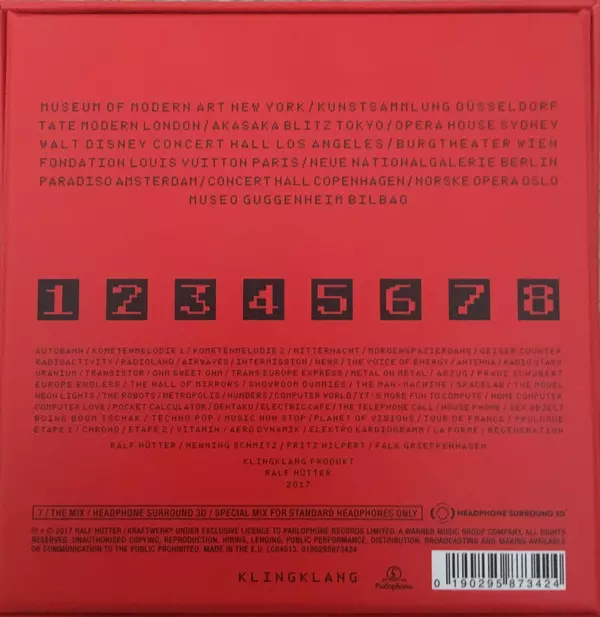 MUSEUM OF MODERN ART NEW YORK/KUNSTSAMMLUNG DÜSSELDORF
TATE MODERN LONDON/AKASAKA BLITZ TOKYO/OPERA HOUSE SYDNEY
WALT DISNEY CONCERT HALL LOS ANGELES/BURGTHEATER WIEN
FONDATION LOUIS VUITTON PARIS/NEUE NATIONALGALERIE BERLIN
PARADISO AMSTERDAM/CONCERT HALL COPENHAGEN/NORSKE OPERA OSLO
MUSEO GUGGENHEIM BILBAO
1 2 3 4 5 6 7 8
AUTOBAHN / KOMETENMELODIE 1 / KOMETENMELODIE 2 / MITTERNACHT / MORGENSPAZIERGANG / GEIGER COUNTER
RADIOACTIVITY / RADIOLAND / AIRWAVES / INTERMISSION / NEWS / THE VOICE OF ENERGY / ANTENNA / RADIO STARS
URANIUM / TRANSISTOR / OHM SWEET OHM / TRANS EUROPE EXPRESS / METAL ON METAL / ABZUG / FRANZ SCHUBERT
EUROPE ENDLESS / THE HALL OF MIRRORS / SHOWROOM DUMMIES / THE MAN-MACHINE / SPACELAB / THE MODEL
NEON LIGHTS / THE ROBOTS / METROPOLIS / NUMBERS / COMPUTER WORLD / IT'S MORE FUN TO COMPUTE / HOME COMPUTER
COMPUTER LOVE / POCKET CALCULATOR / DENTAKU / ELECTRIC CAFE / THE TELEPHONE CALL / HOUSE PHONE / SEX OBJECT
BOING BOOM TSCHAK / TECHNO POP / MUSIC NON STOP / PLANET OF VISIONS / TOUR DE FRANCE / PROLOGUE
ETAPE 1 / CHRONO / ETAPE 2 / VITAMIN / AERO DYNAMIK / ELEKTRO KARDIOGRAMM / LA FORME / REGENERATION
RALF HÜTTER / HENNING SCHMITZ / FRITZ HILPERT / FALK GRIEFFENHAGEN
KLINGKLANG PRODUKT
RALF HÜTTER
2017
7 / THE MIX / HEADPHONE SURROUND 3D / SPECIAL MIX FOR STANDARD HEADPHONES ONLY
HEADPHONE SURROUND 3D
℗ + © 2017 RALF HÜTTER / KRAFTWERK UNDER EXCLUSIVE LICENCE TO PARLOPHONE RECORDS LIMITED. A WARNER MUSIC GROUP COMPANY. ALL RIGHTS
RESERVED. UNAUTHORISED COPYING, REPRODUCTION, HIRING, LENDING, PUBLIC PERFORMANCE, DISTRIBUTION, BROADCASTING AND MAKING AVAILABLE
OR COMMUNICATION TO THE PUBLIC PROHIBITED. MADE IN THE E.U. LC04513. 0190295873424
KLINGKLANG
Parlophone
0 190295 873424